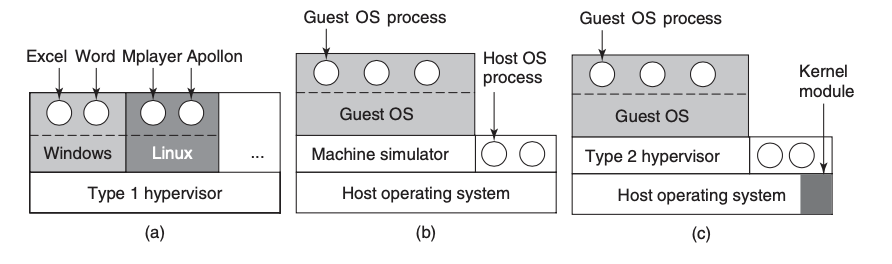 Excel Word Mplayer Apollon
Windows
Linux
...
Type 1 hypervisor
(a)
Guest OS process
Host OS
process
Guest OS
Machine simulator
Host operating system
(b)
Guest OS process
Kernel
module
Guest OS
Type 2 hypervisor
Host operating system
(c)